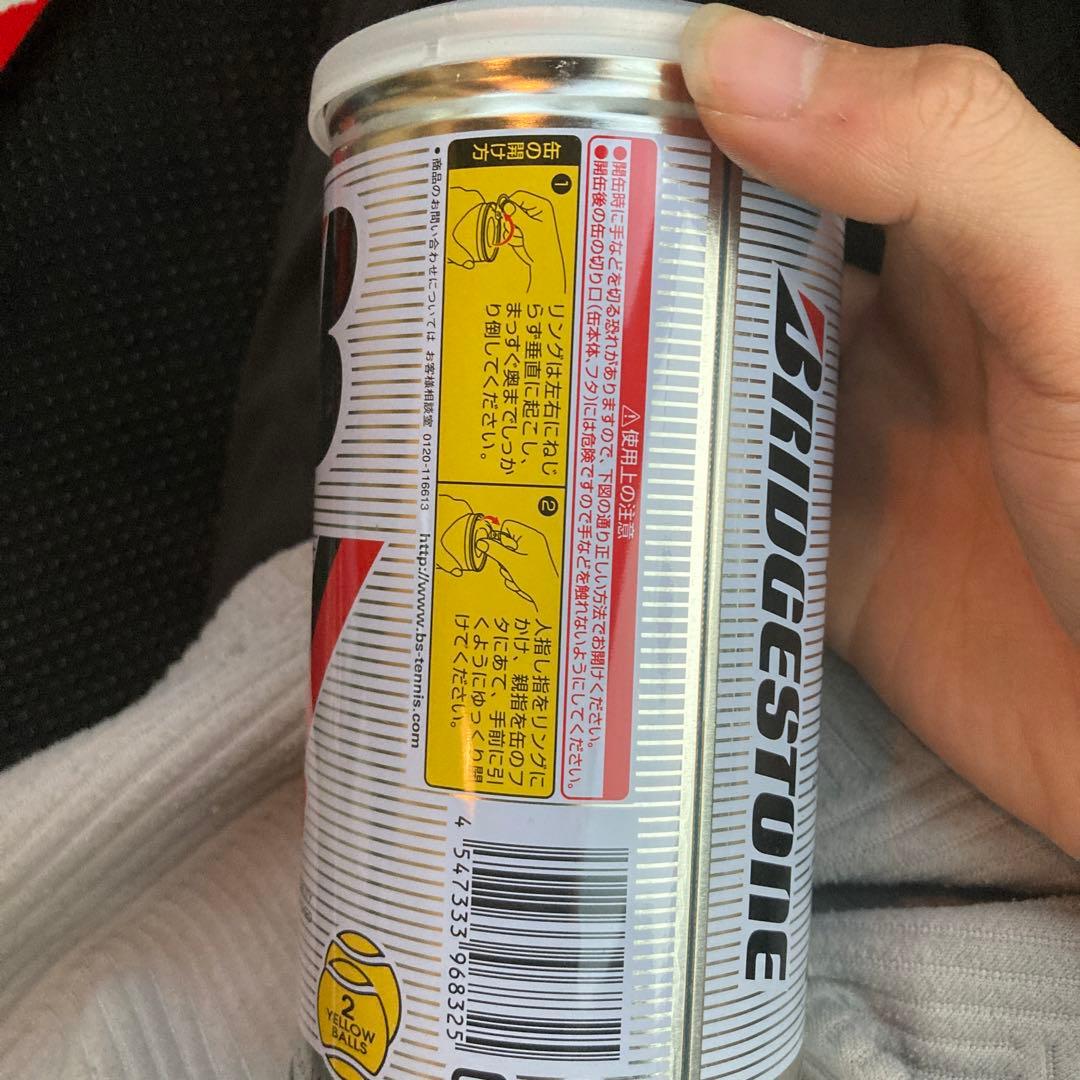 BRIDGESTONE
⚠使用上の注意
●開缶時に手などを切る恐れがありますので、下図の通り正しい方法でお開けください。
●開缶後の缶の切り口(缶本体、フタ)には危険ですので手などを触れないようにしてください。
缶の開け方
❶
リングは左右にねじ
らず垂直に起こし、
まっすぐ奥までしっか
り倒してください。
❷
人指し指をリングに
かけ、親指を缶のフ
タにあて、手前に引
くようにゆっくり開
けてください。
•商品のお問い合わせについては お客様相談室 0120-116613 http://www.bs-tennis.com
4 547333 968325
2
YELLOW
BALLS